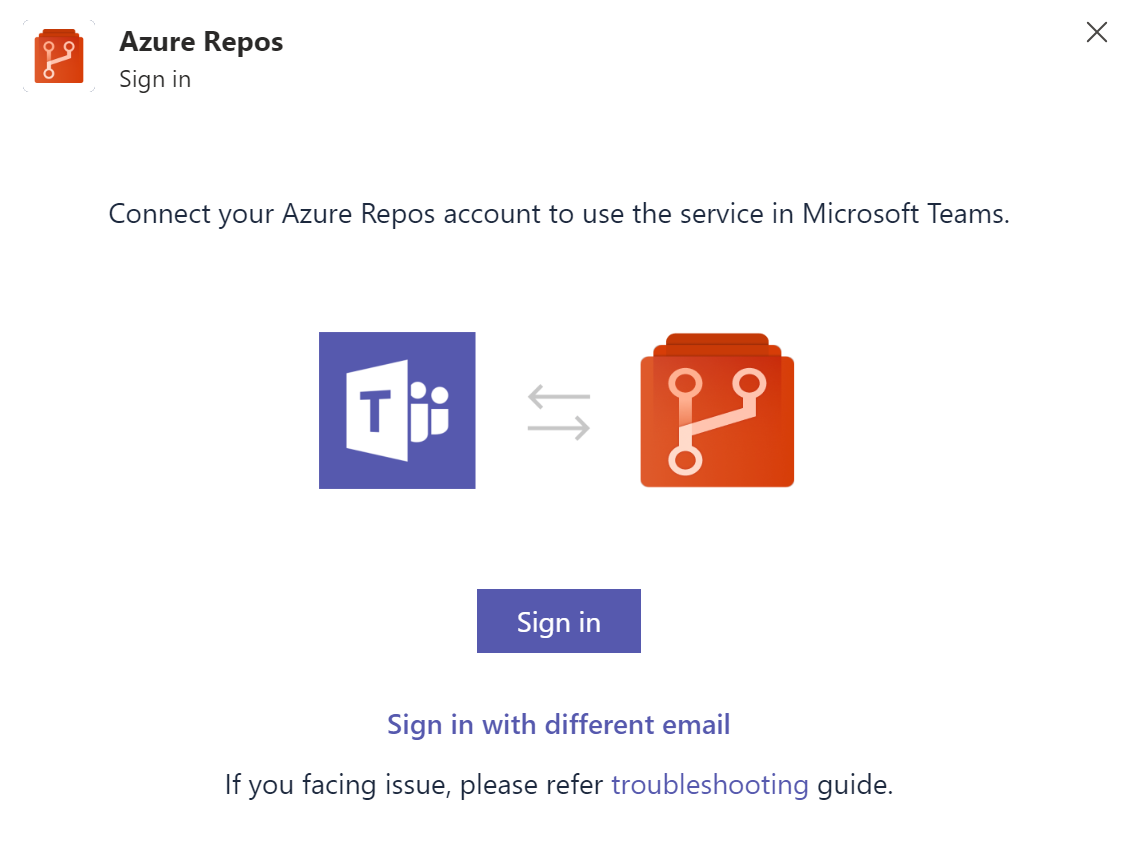 Azure Repos
Sign in
Connect your Azure Repos account to use the service in Microsoft Teams.
T
Sign in
Sign in with different email
If you facing issue, please refer troubleshooting guide.